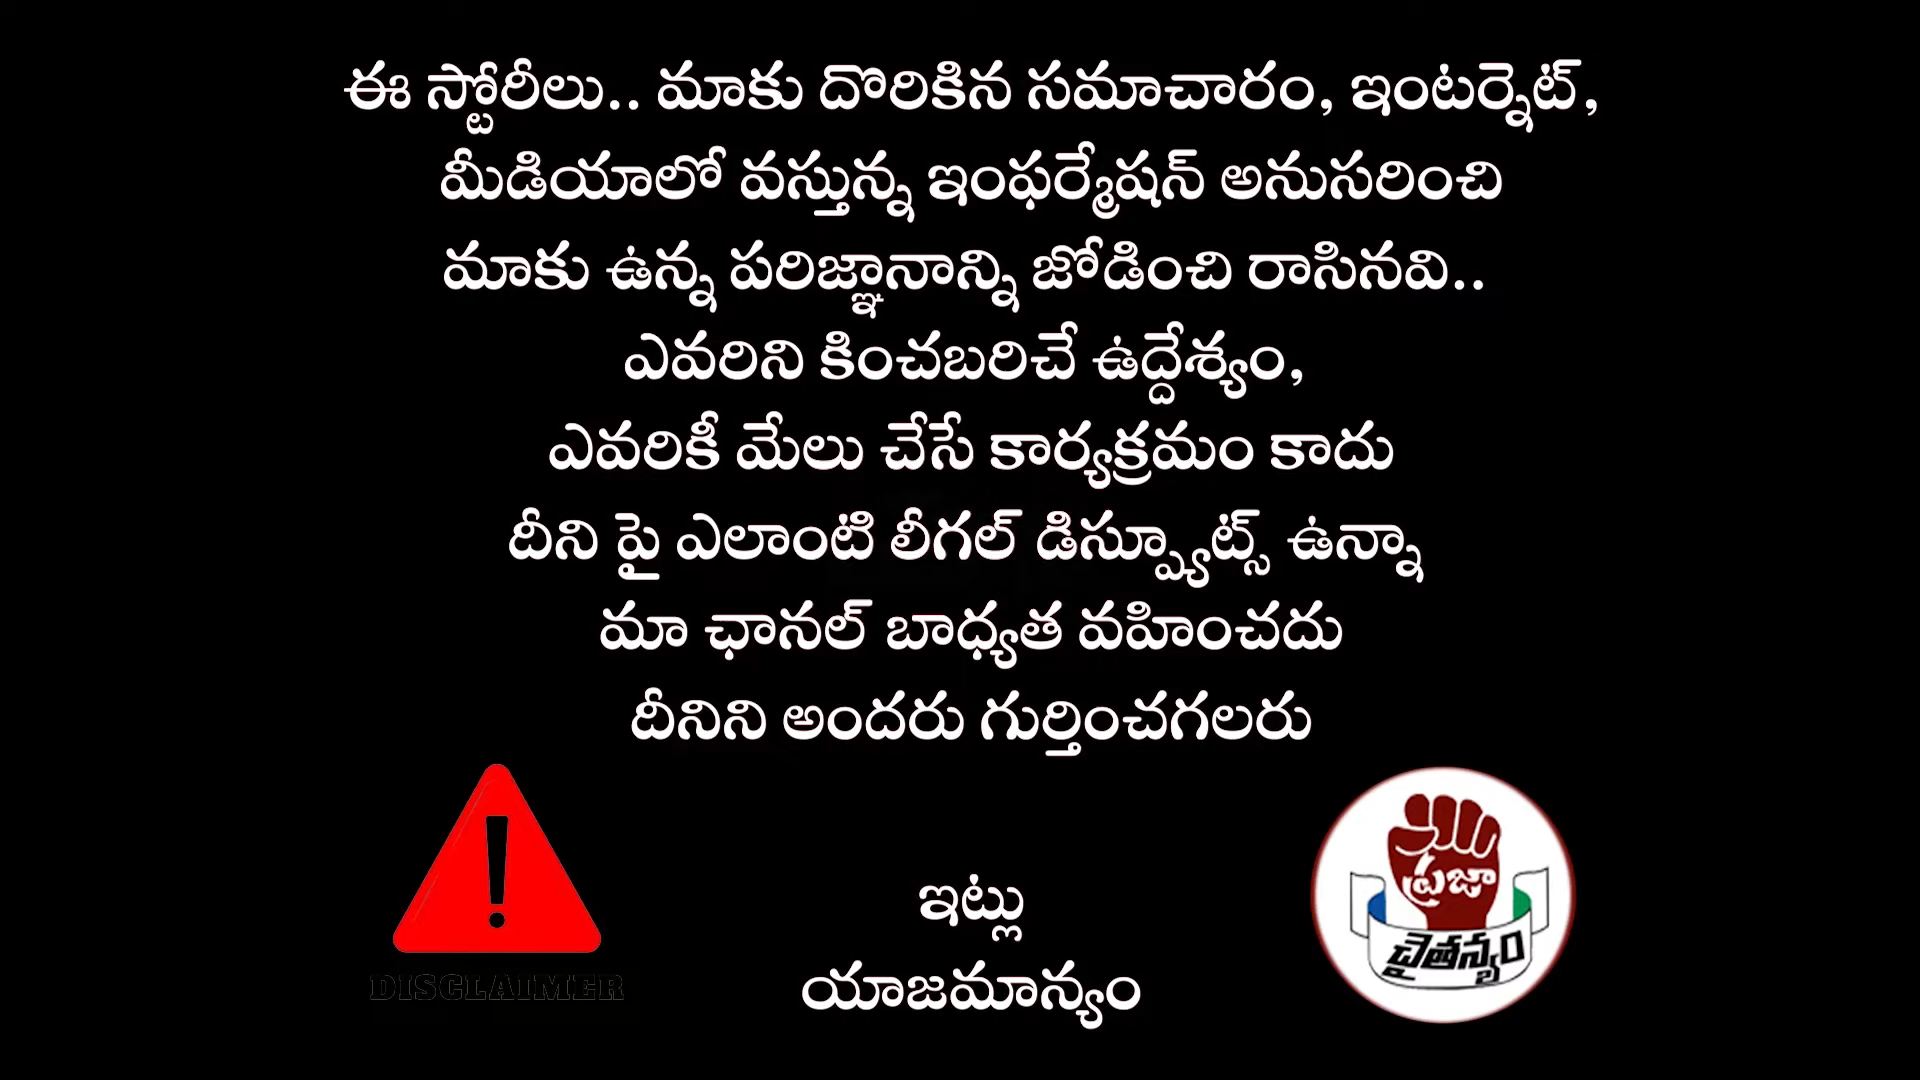 ఈ స్టోరీలు.. మాకు దొరికిన సమాచారం, ఇంటర్నెట్,
మీడియాలో వస్తున్న ఇంఫర్మేషన్ అనుసరించి
మాకు ఉన్న పరిజ్ఞానాన్ని జోడించి రాసినవి..
ఎవరిని కించబరిచే ఉద్దేశ్యం,
ఎవరికీ మేలు చేసే కార్యక్రమం కాదు
దీని పై ఎలాంటి లీగల్ డిస్ప్యూట్స్ ఉన్నా
మా ఛానల్ బాధ్యత వహించదు
దీనిని అందరు గుర్తించగలరు
ఇట్లు
యాజమాన్యం
DISCLAIMER
ప్రజా
చైతన్యం